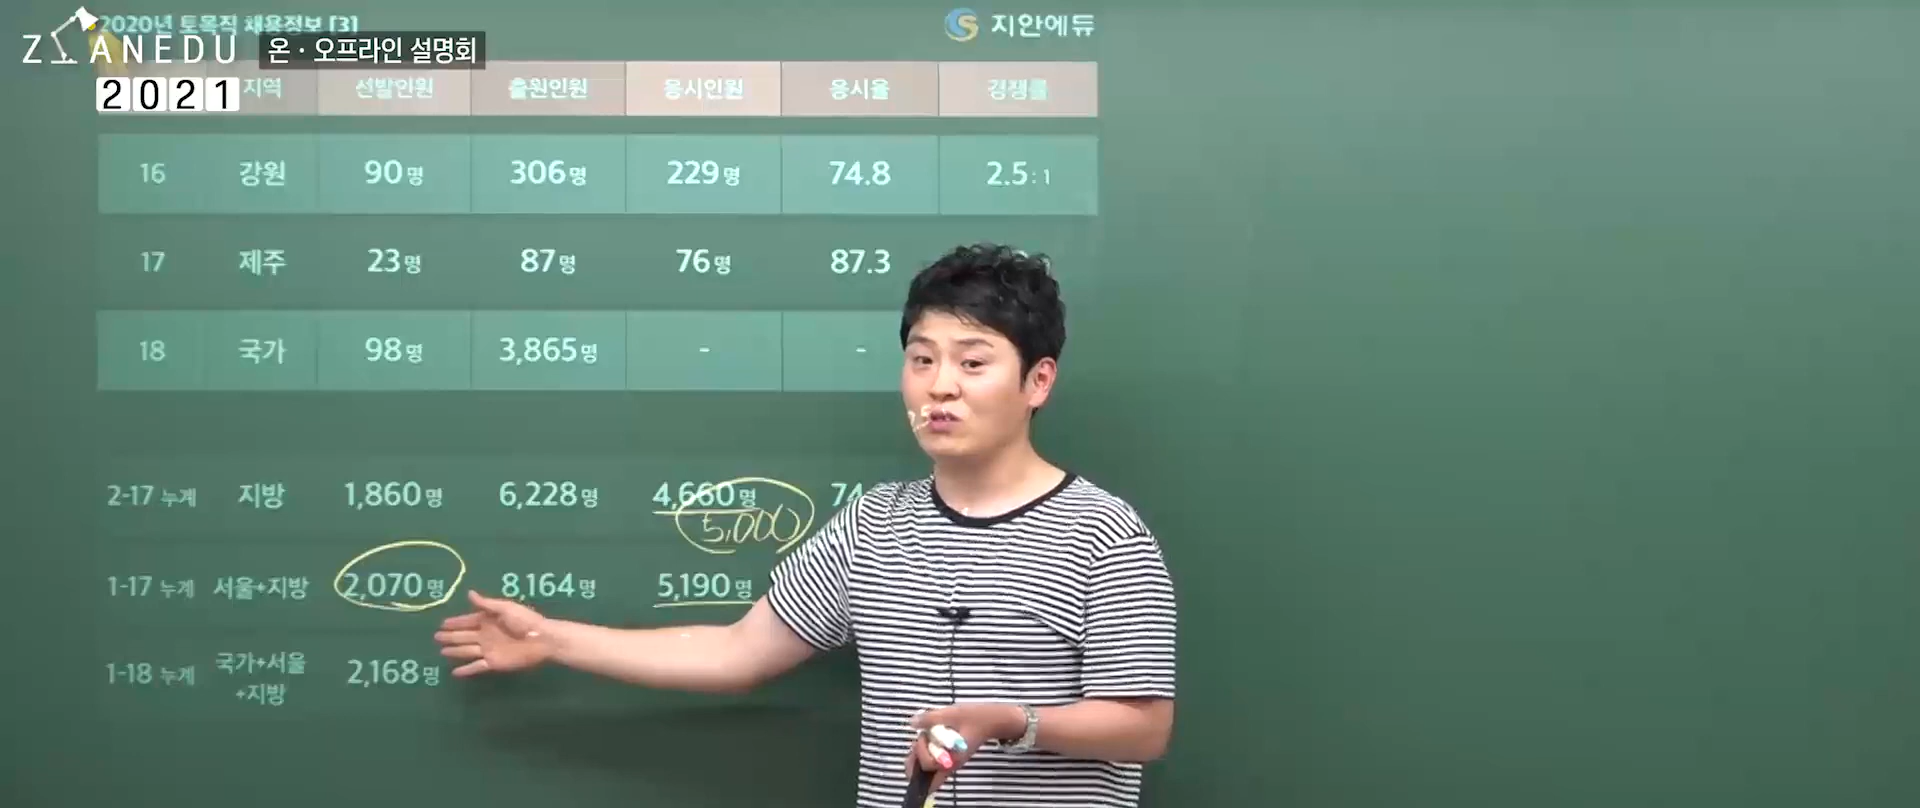 2020년 토목직 채용정보 [3]
지안에듀
ZIANEDU 온·오프라인 설명회
2021
지역 선발인원 출원인원 응시인원 응시율 경쟁률
16 강원 90명 306명 229명 74.8 2.5:1
17 제주 23명 87명 76명 87.3
18 국가 98명 3,865명 - -
2-17 누계 지방 1,860명 6,228명 4,660명 74.
5,000
1-17 누계 서울+지방 2,070명 8,164명 5,190명
1-18 누계 국가+서울
+지방 2,168명